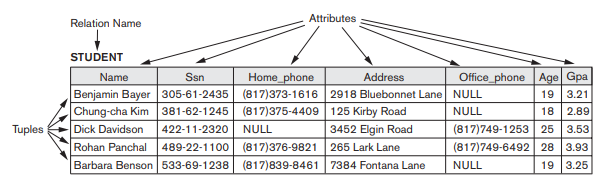 Relation Name
Attributes
STUDENT
Name Ssn Home_phone Address Office_phone Age Gpa
Benjamin Bayer 305-61-2435 (817)373-1616 2918 Bluebonnet Lane NULL 19 3.21
Chung-cha Kim 381-62-1245 (817)375-4409 125 Kirby Road NULL 18 2.89
Tuples Dick Davidson 422-11-2320 NULL 3452 Elgin Road (817)749-1253 25 3.53
Rohan Panchal 489-22-1100 (817)376-9821 265 Lark Lane (817)749-6492 28 3.93
Barbara Benson 533-69-1238 (817)839-8461 7384 Fontana Lane NULL 19 3.25